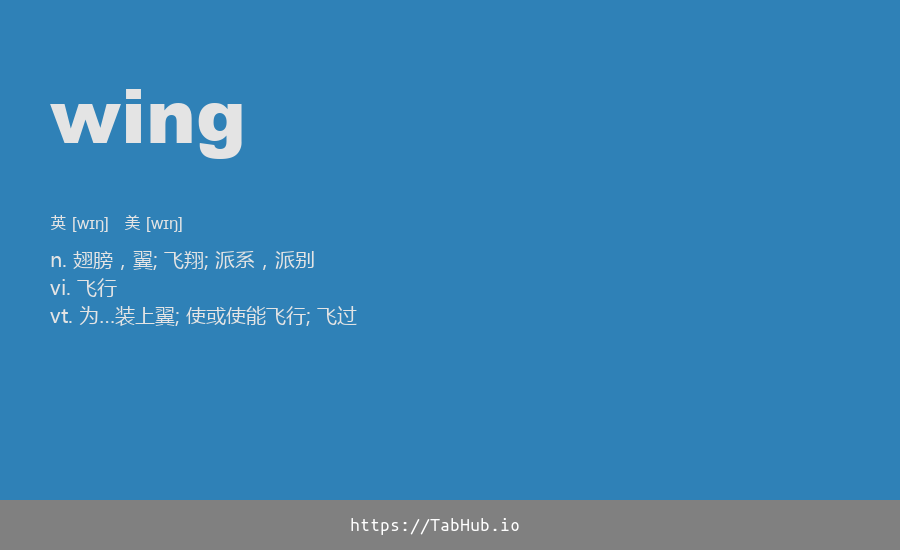 wing
英 [wɪŋ] 美 [wɪŋ]
n. 翅膀，翼; 飞翔; 派系，派别
vi. 飞行
vt. 为...装上翼; 使或使能飞行; 飞过
https://TabHub.io